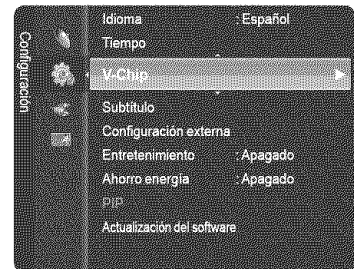 Configuración
Idioma : Español
Tiempo
V-Chip
Subtítulo
Configuración externa
Entretenimiento : Apagado
Ahorro energía : Apagado
PIP
Actualización del software